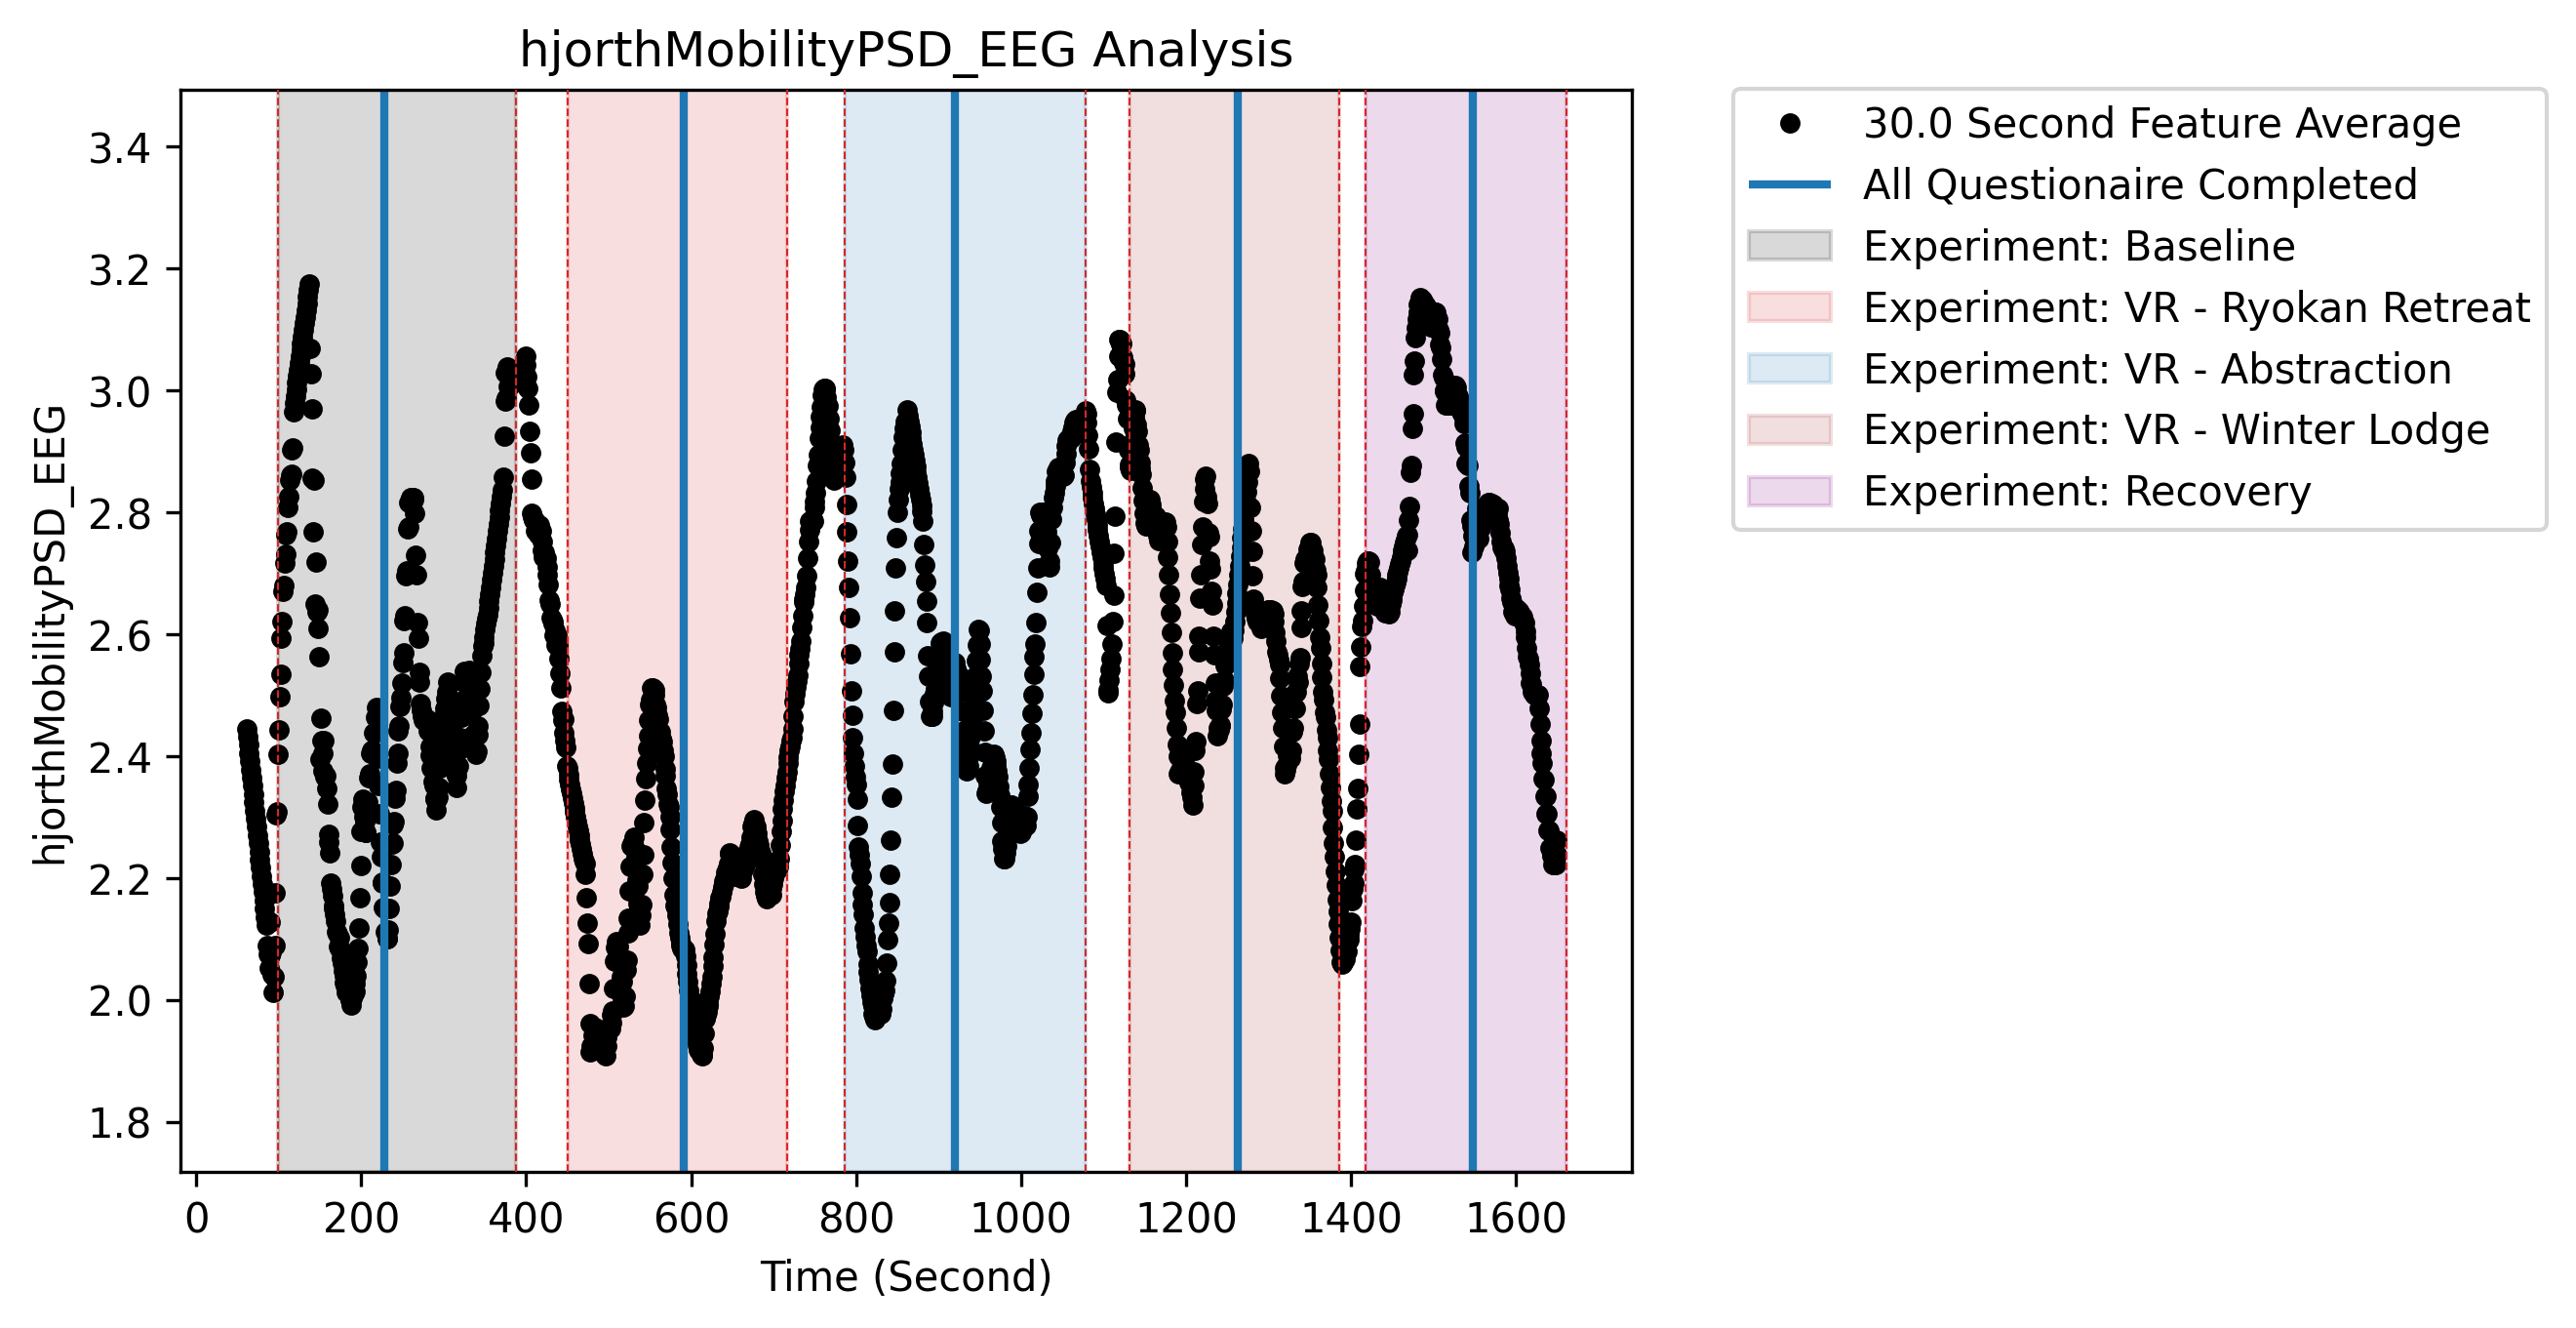 hjorthMobilityPSD_EEG Analysis
hjorthMobilityPSD_EEG
3.4
3.2
3.0
2.8
2.6
2.4
2.2
2.0
1.8
0 200 400 600 800 1000 1200 1400 1600
Time (Second)
30.0 Second Feature Average
All Questionaire Completed
Experiment: Baseline
Experiment: VR - Ryokan Retreat
Experiment: VR - Abstraction
Experiment: VR - Winter Lodge
Experiment: Recovery